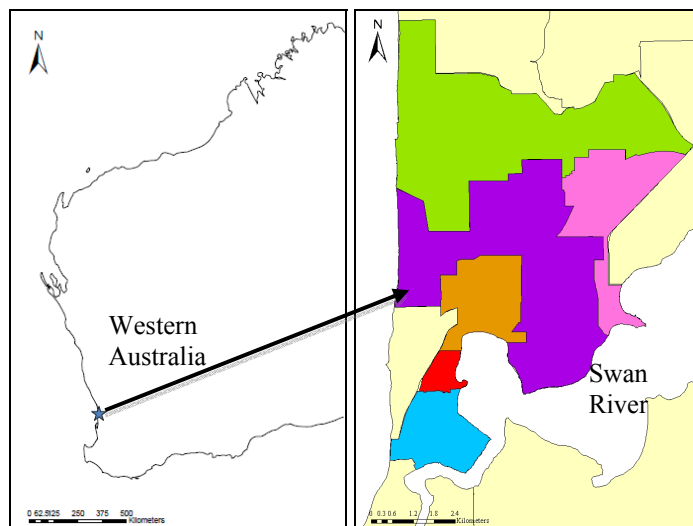 N
Western
Australia
0 62.5125 250 375 500
Kilometers
N
Swan
River
0 0.3 0.6 1.2 1.8 2.4
Kilometers